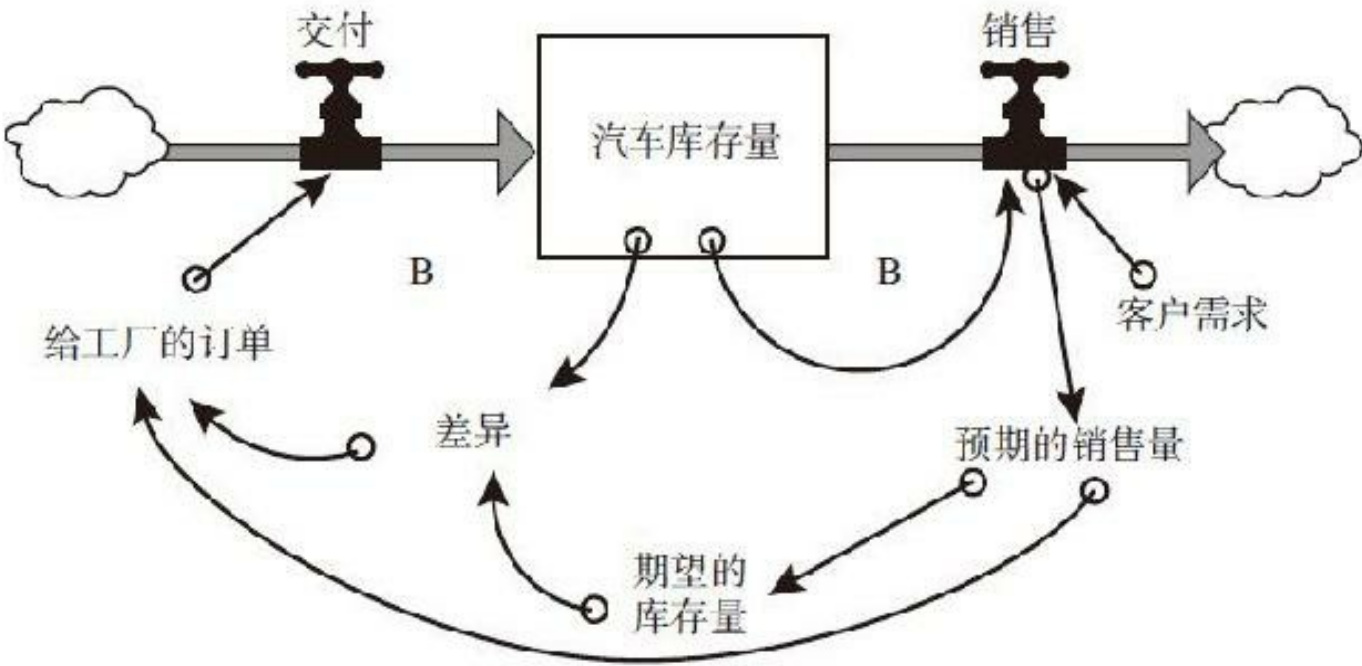 交付
销售
汽车库存量
B
B
客户需求
给工厂的订单
差异
预期的销售量
期望的
库存量